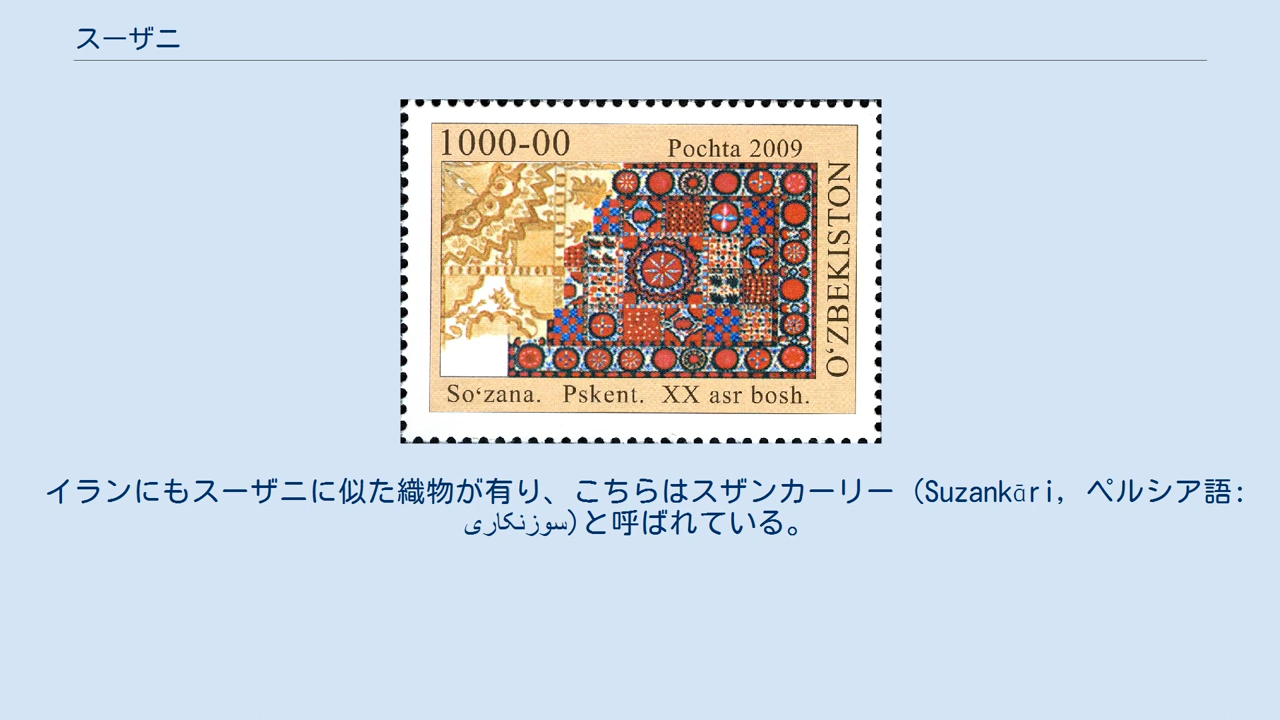 スーザニ
1000-00
Pochta 2009
O‘ZBEKISTON
So‘zana. Pskent. XX asr bosh.
イランにもスーザニに似た織物が有り、こちらはスザンカーリー (Suzankāri, ペルシア語:
سوزنکاری)と呼ばれている。